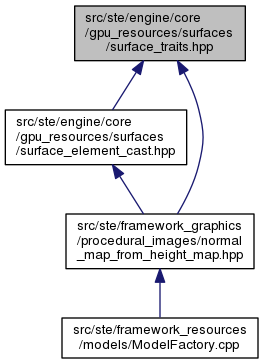 src/ste/engine/core
/gpu_resources/surfaces
/surface_traits.hpp
src/ste/engine/core
/gpu_resources/surfaces
/surface_element_cast.hpp
src/ste/framework_graphics
/procedural_images/normal
_map_from_height_map.hpp
src/ste/framework_resources
/models/ModelFactory.cpp